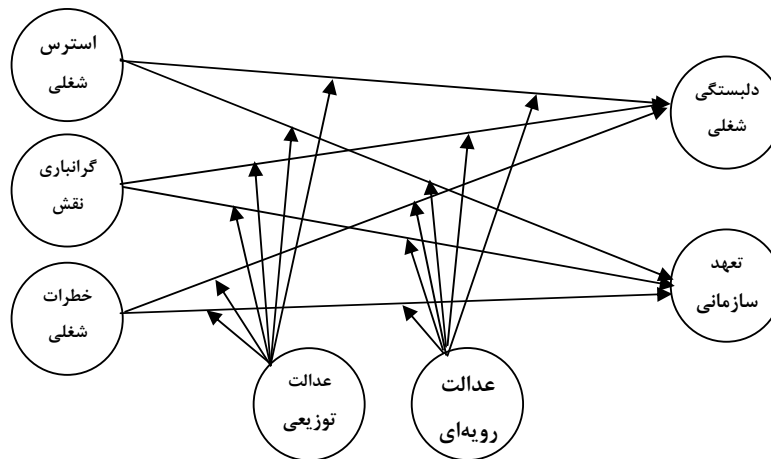 استرس
شغلی
دلبستگی
شغلی
گرانباری
نقش
تعهد
سازمانی
خطرات
شغلی
عدالت
توزیعی
عدالت
رویه‌ای